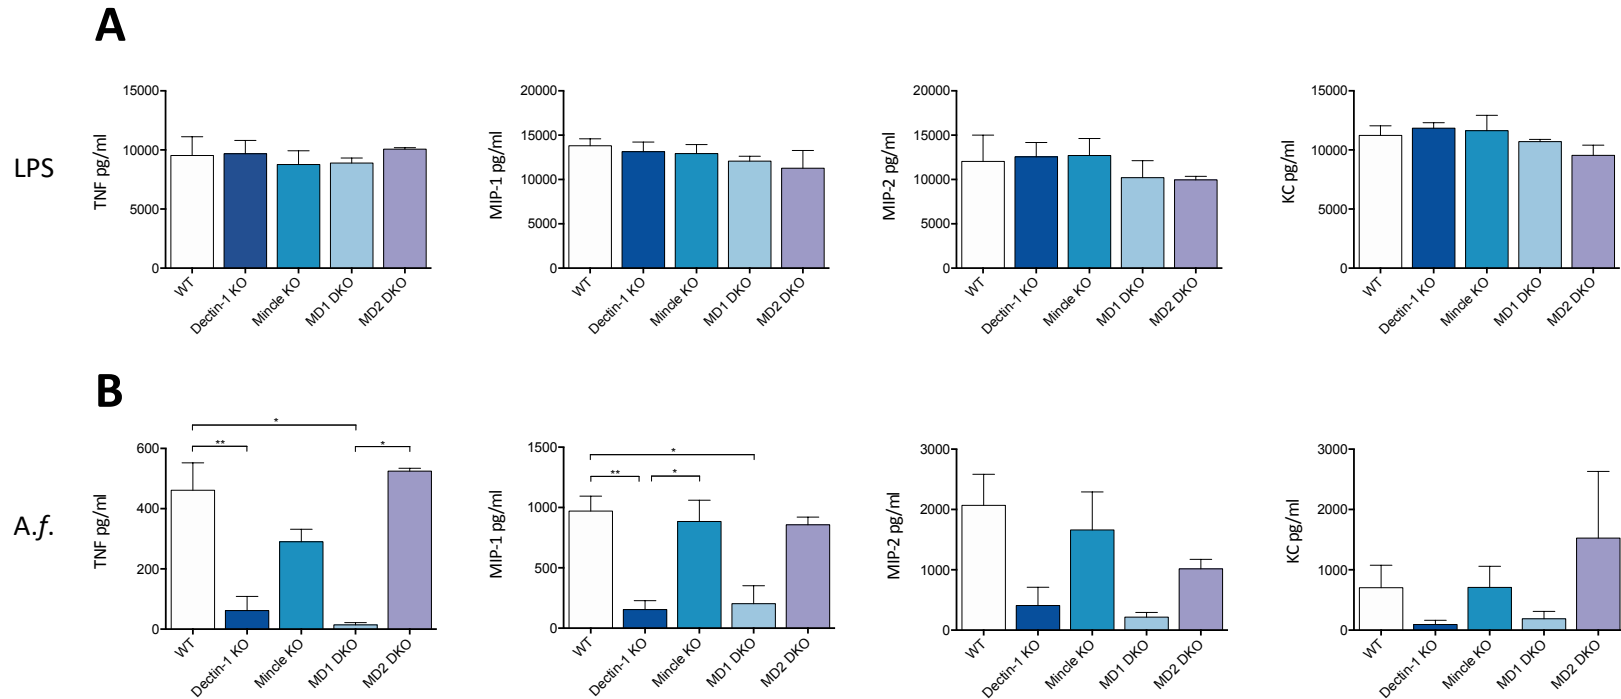 A
LPS
TNF pg/ml
15000
10000
5000
0
WT
Dectin-1 KO
Mincle KO
MD1 DKO
MD2 DKO
MIP-1 pg/ml
20000
15000
10000
5000
0
WT
Dectin-1 KO
Mincle KO
MD1 DKO
MD2 DKO
MIP-2 pg/ml
20000
15000
10000
5000
0
WT
Dectin-1 KO
Mincle KO
MD1 DKO
MD2 DKO
KC pg/ml
15000
10000
5000
0
WT
Dectin-1 KO
Mincle KO
MD1 DKO
MD2 DKO
B
A.f.
TNF pg/ml
600
400
200
0
*
**
*
WT
Dectin-1 KO
Mincle KO
MD1 DKO
MD2 DKO
MIP-1 pg/ml
1500
1000
500
0
*
**
*
WT
Dectin-1 KO
Mincle KO
MD1 DKO
MD2 DKO
MIP-2 pg/ml
3000
2000
1000
0
WT
Dectin-1 KO
Mincle KO
MD1 DKO
MD2 DKO
KC pg/ml
3000
2000
1000
0
WT
Dectin-1 KO
Mincle KO
MD1 DKO
MD2 DKO